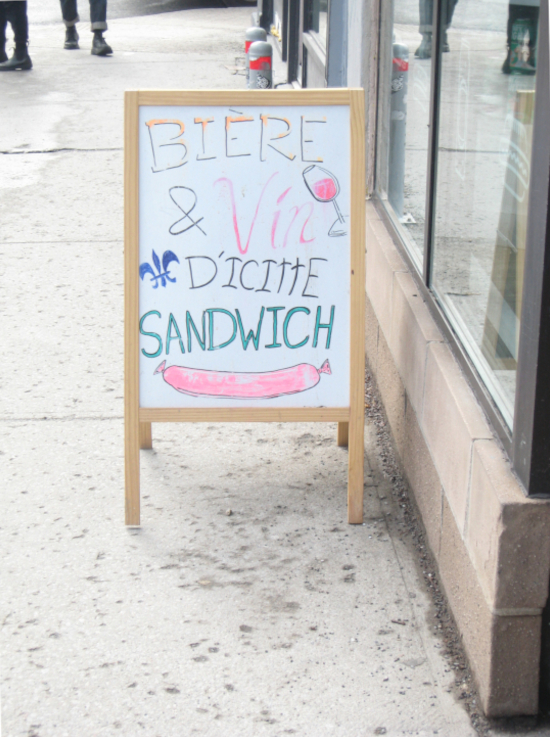 BIÈRE
& Vin
D'ICITTE
SANDWICH